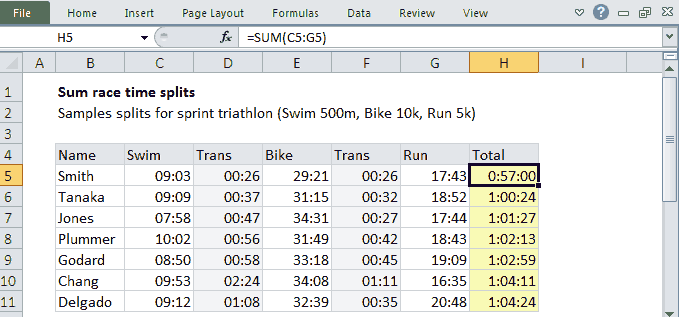 File Home Insert Page Layout Formulas Data Review View
H5 fx =SUM(C5:G5)
A B C D E F G H I
1 Sum race time splits
2 Samples splits for sprint triathlon (Swim 500m, Bike 10k, Run 5k)
3
4 Name Swim Trans Bike Trans Run Total
5 Smith 09:03 00:26 29:21 00:26 17:43 0:57:00
6 Tanaka 09:09 00:37 31:15 00:32 18:52 1:00:24
7 Jones 07:58 00:47 34:31 00:27 17:44 1:01:27
8 Plummer 10:02 00:56 31:49 00:42 18:43 1:02:13
9 Godard 08:50 00:58 33:18 00:45 19:09 1:02:59
10 Chang 09:53 02:24 34:08 01:11 16:35 1:04:11
11 Delgado 09:12 01:08 32:39 00:35 20:48 1:04:24